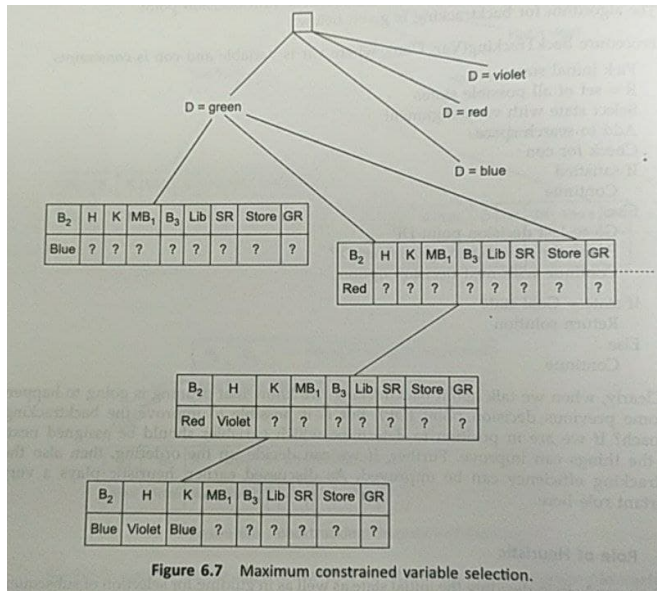 D = violet
D = green
D = red
D = blue
B₂ H K MB₁ B₃ Lib SR Store GR
Blue ? ? ? ? ? ? ? ?
B₂ H K MB₁ B₃ Lib SR Store GR
Red ? ? ? ? ? ? ? ?
B₂ H K MB₁ B₃ Lib SR Store GR
Red Violet ? ? ? ? ? ? ?
B₂ H K MB₁ B₃ Lib SR Store GR
Blue Violet Blue ? ? ? ? ? ?
Figure 6.7 Maximum constrained variable selection.